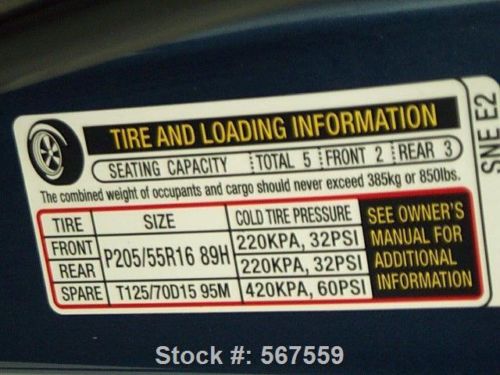 TIRE AND LOADING INFORMATION
SEATING CAPACITY TOTAL 5 FRONT 2 REAR 3
The combined weight of occupants and cargo should never exceed 385kg or 850lbs.
TIRE SIZE COLD TIRE PRESSURE
FRONT P205/55R16 89H 220KPA, 32PSI
REAR 220KPA, 32PSI
SPARE T125/70D15 95M 420KPA, 60PSI
SEE OWNER'S
MANUAL FOR
ADDITIONAL
INFORMATION
SNE E2
Stock #: 567559